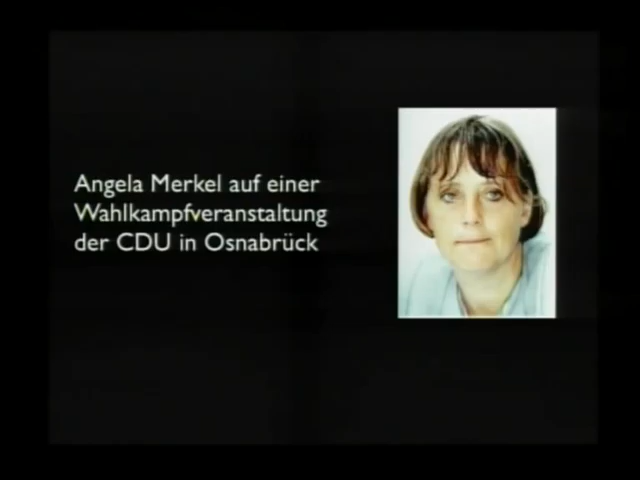 Angela Merkel auf einer
Wahlkampfveranstaltung
der CDU in Osnabrück